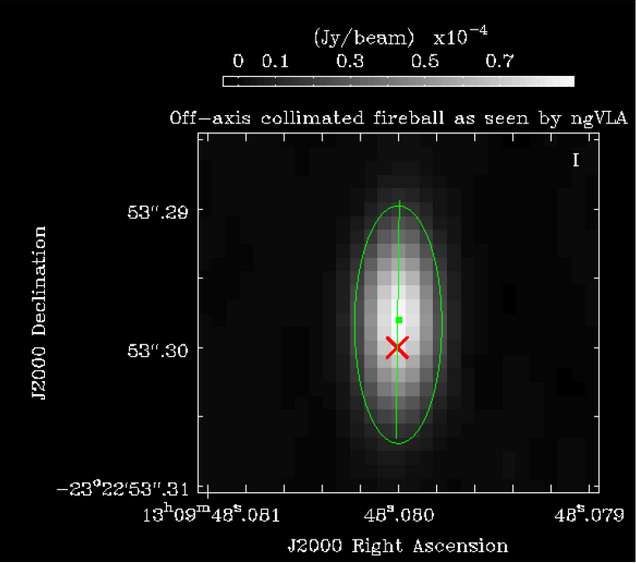 (Jy/beam) x10⁻⁴
0 0.1 0.3 0.5 0.7
Off-axis collimated fireball as seen by ngVLA
I
J2000 Declination
53".29
53".30
-23°22'53".31
13ʰ09ᵐ48ˢ.081 48ˢ.080 48ˢ.079
J2000 Right Ascension